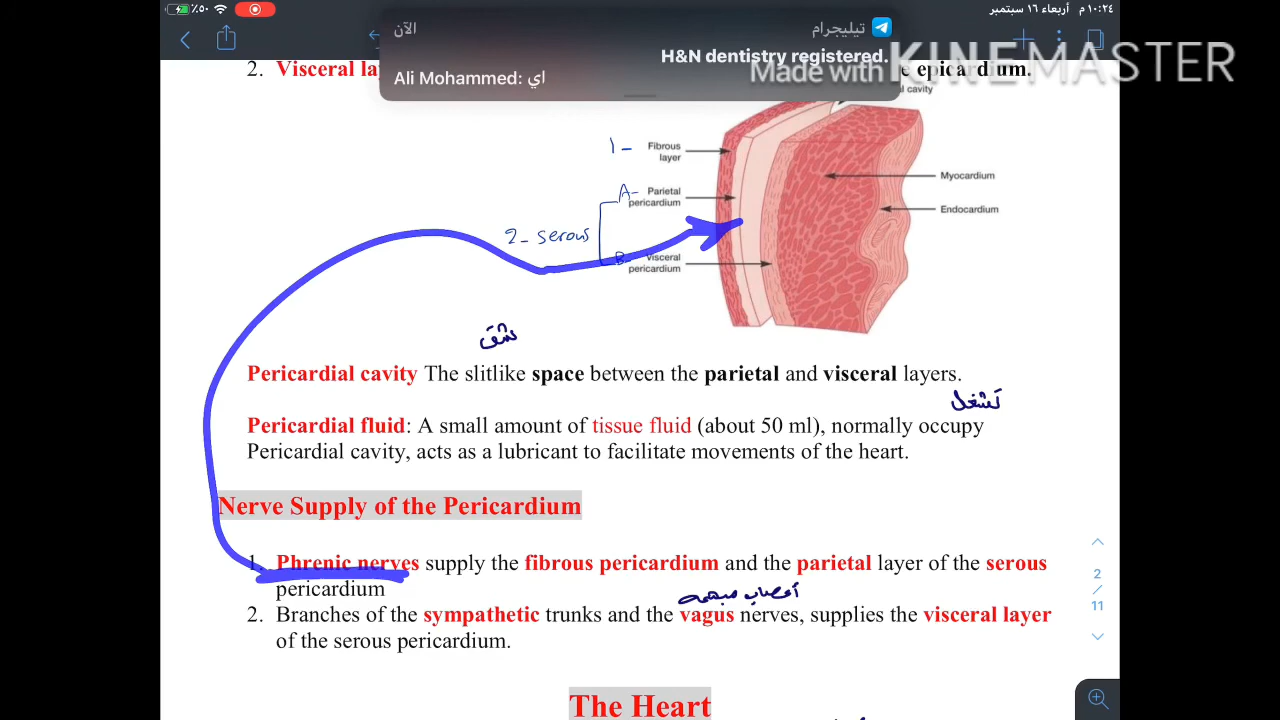 ١٠:٢٤ م أربعاء ١٦ سبتمبر
٥٠٪
تيليجرام
الآن
H&N dentistry registered.
Ali Mohammed: اي
Made with KINEMASTER
2. Visceral la
e epicardium.
l cavity
1- Fibrous
layer
A- Parietal
pericardium
2- serous
B- Visceral
pericardium
Myocardium
Endocardium
شق
Pericardial cavity The slitlike space between the parietal and visceral layers.
تشغل
Pericardial fluid: A small amount of tissue fluid (about 50 ml), normally occupy
Pericardial cavity, acts as a lubricant to facilitate movements of the heart.
Nerve Supply of the Pericardium
1. Phrenic nerves supply the fibrous pericardium and the parietal layer of the serous
pericardium
أعصاب مبهمه
2. Branches of the sympathetic trunks and the vagus nerves, supplies the visceral layer
of the serous pericardium.
2
/
11
The Heart